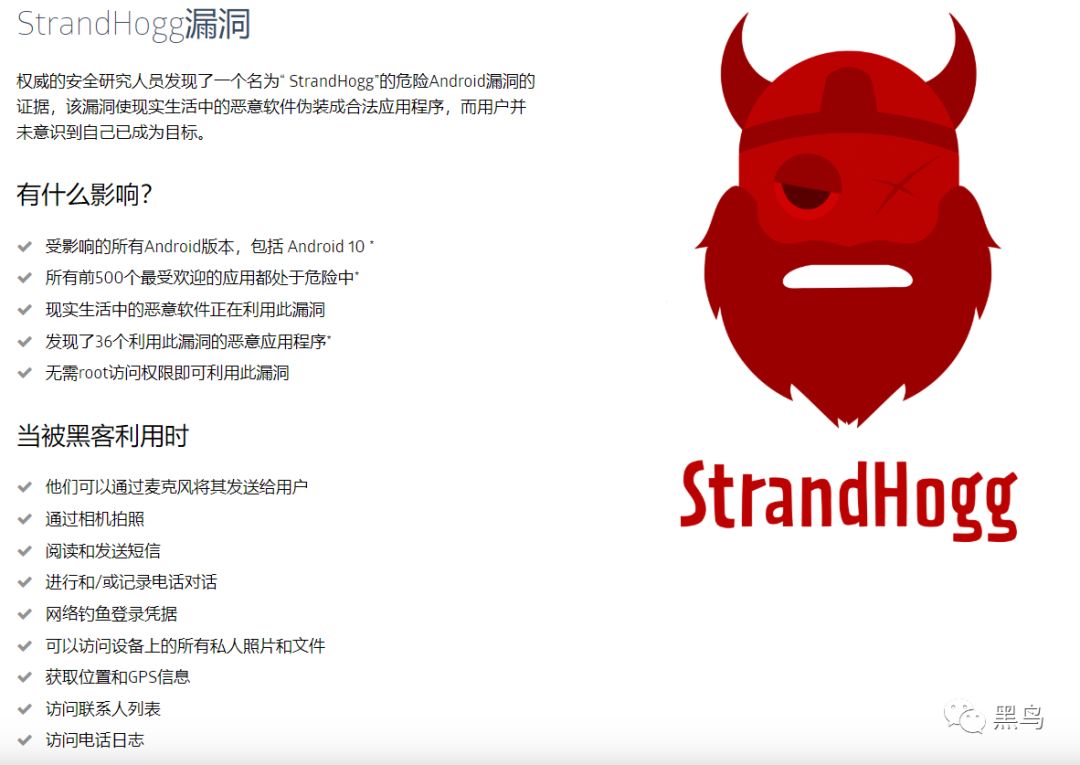 StrandHogg漏洞
权威的安全研究人员发现了一个名为“ StrandHogg”的危险Android漏洞的
证据，该漏洞使现实生活中的恶意软件伪装成合法应用程序，而用户并
未意识到自己已成为目标。
有什么影响？
受影响的所有Android版本，包括 Android 10 *
所有前500个最受欢迎的应用都处于危险中*
现实生活中的恶意软件正在利用此漏洞
发现了36个利用此漏洞的恶意应用程序*
无需root访问权限即可利用此漏洞
当被黑客利用时
他们可以通过麦克风将其发送给用户
通过相机拍照
阅读和发送短信
进行和/或记录电话对话
网络钓鱼登录凭据
可以访问设备上的所有私人照片和文件
获取位置和GPS信息
访问联系人列表
访问电话日志
StrandHogg
黑鸟